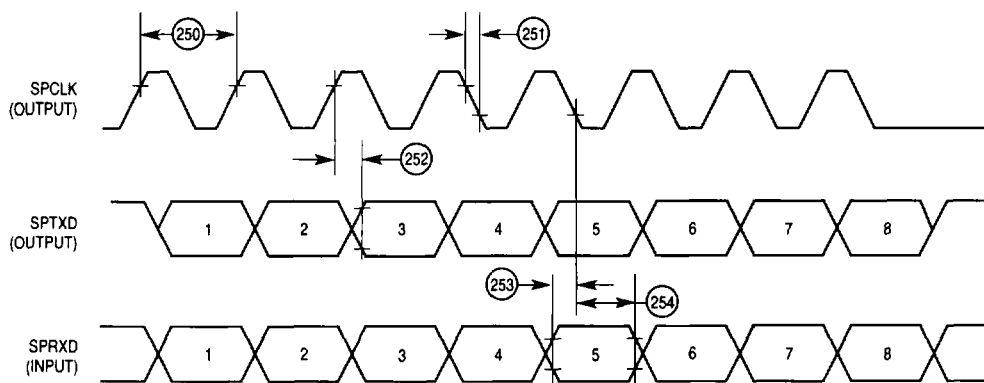 250
251
SPCLK
(OUTPUT)
252
SPTXD
(OUTPUT)
1 2 3 4 5 6 7 8
253
254
SPRXD
(INPUT)
1 2 3 4 5 6 7 8